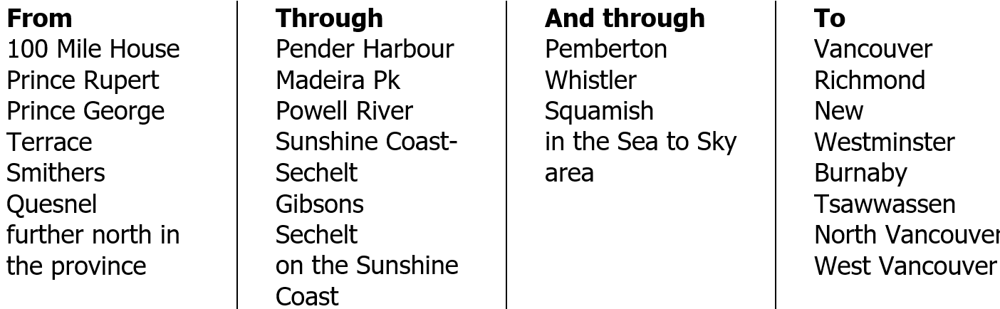 From
100 Mile House
Prince Rupert
Prince George
Terrace
Smithers
Quesnel
further north in
the province
Through
Pender Harbour
Madeira Pk
Powell River
Sunshine Coast-
Sechelt
Gibsons
Sechelt
on the Sunshine
Coast
And through
Pemberton
Whistler
Squamish
in the Sea to Sky
area
To
Vancouver
Richmond
New
Westminster
Burnaby
Tsawwassen
North Vancouver
West Vancouver